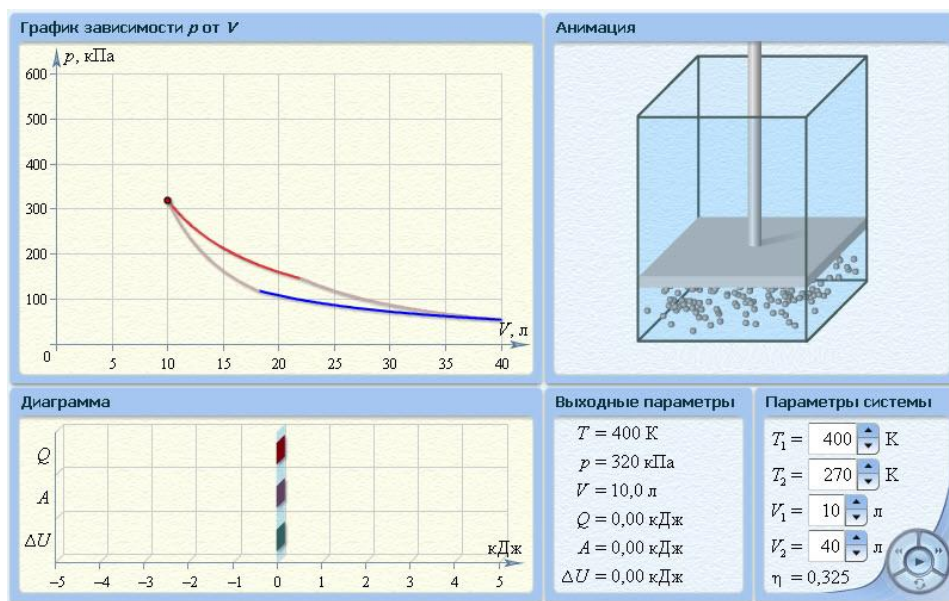 График зависимости p от V
p, кПа
600
500
400
300
200
100
V, л
0 5 10 15 20 25 30 35 40
Анимация
Диаграмма
Q
A
ΔU
кДж
−5 −4 −3 −2 −1 0 1 2 3 4 5
Выходные параметры
T = 400 К
p = 320 кПа
V = 10,0 л
Q = 0,00 кДж
A = 0,00 кДж
ΔU = 0,00 кДж
Параметры системы
T₁ = 400 К
T₂ = 270 К
V₁ = 10 л
V₂ = 40 л
η = 0,325